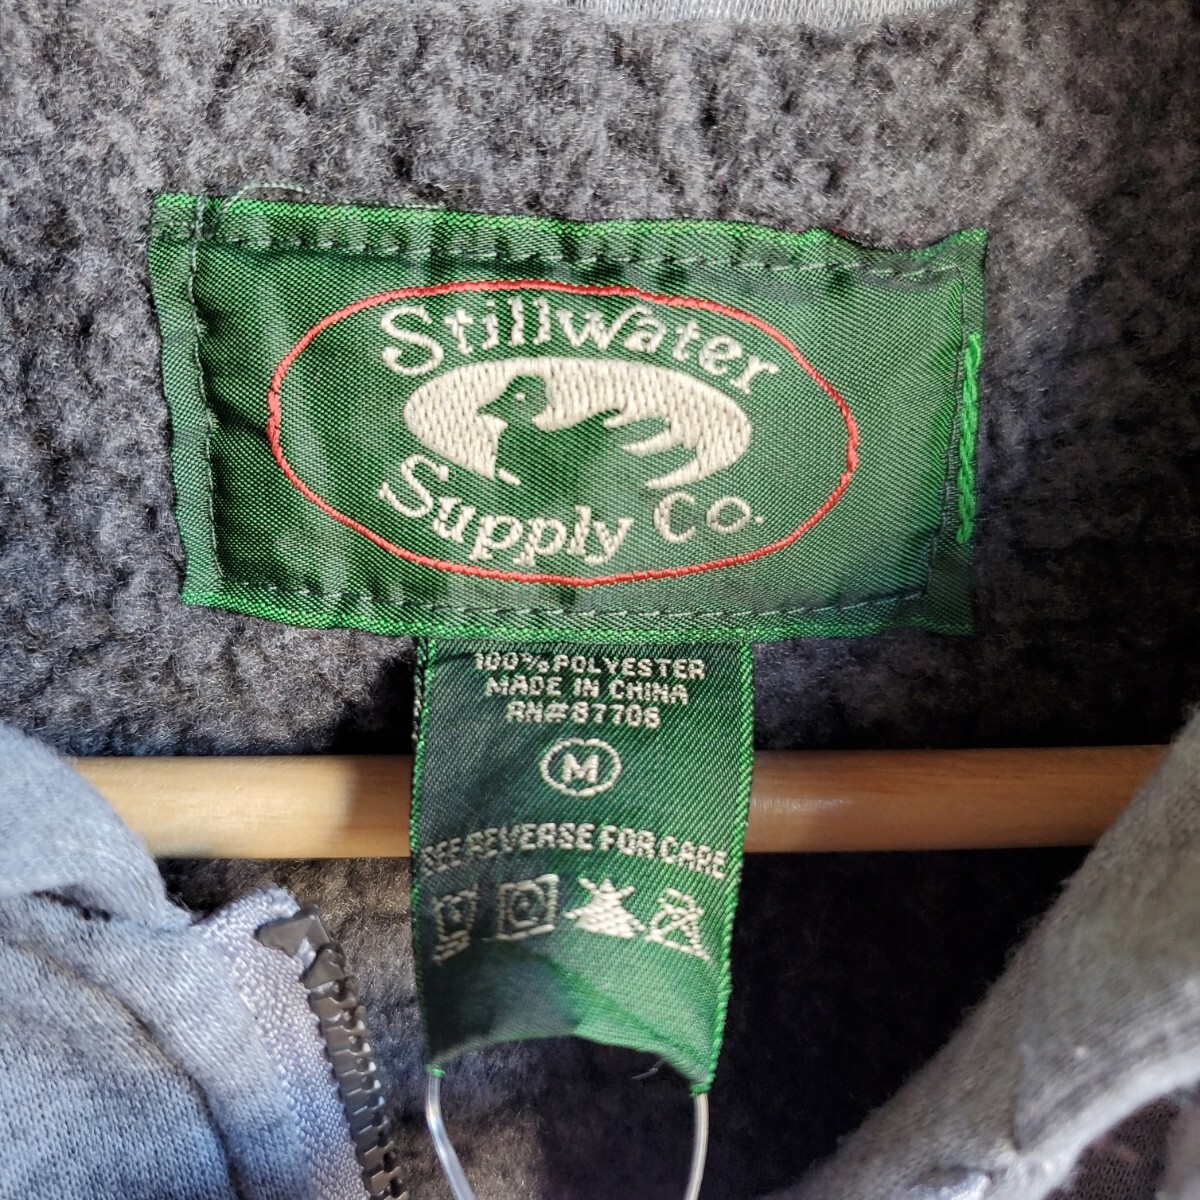 Stillwater
Supply Co.
100% POLYESTER
MADE IN CHINA
RN# 87706
M
SEE REVERSE FOR CARE